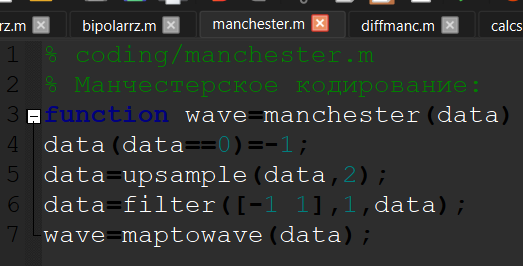 rz.m bipolarrz.m manchester.m diffmanc.m calcs
1 % coding/manchester.m
2 % Манчестерское кодирование:
3 function wave=manchester(data)
4 data(data==0)=-1;
5 data=upsample(data,2);
6 data=filter([-1 1],1,data);
7 wave=maptowave(data);